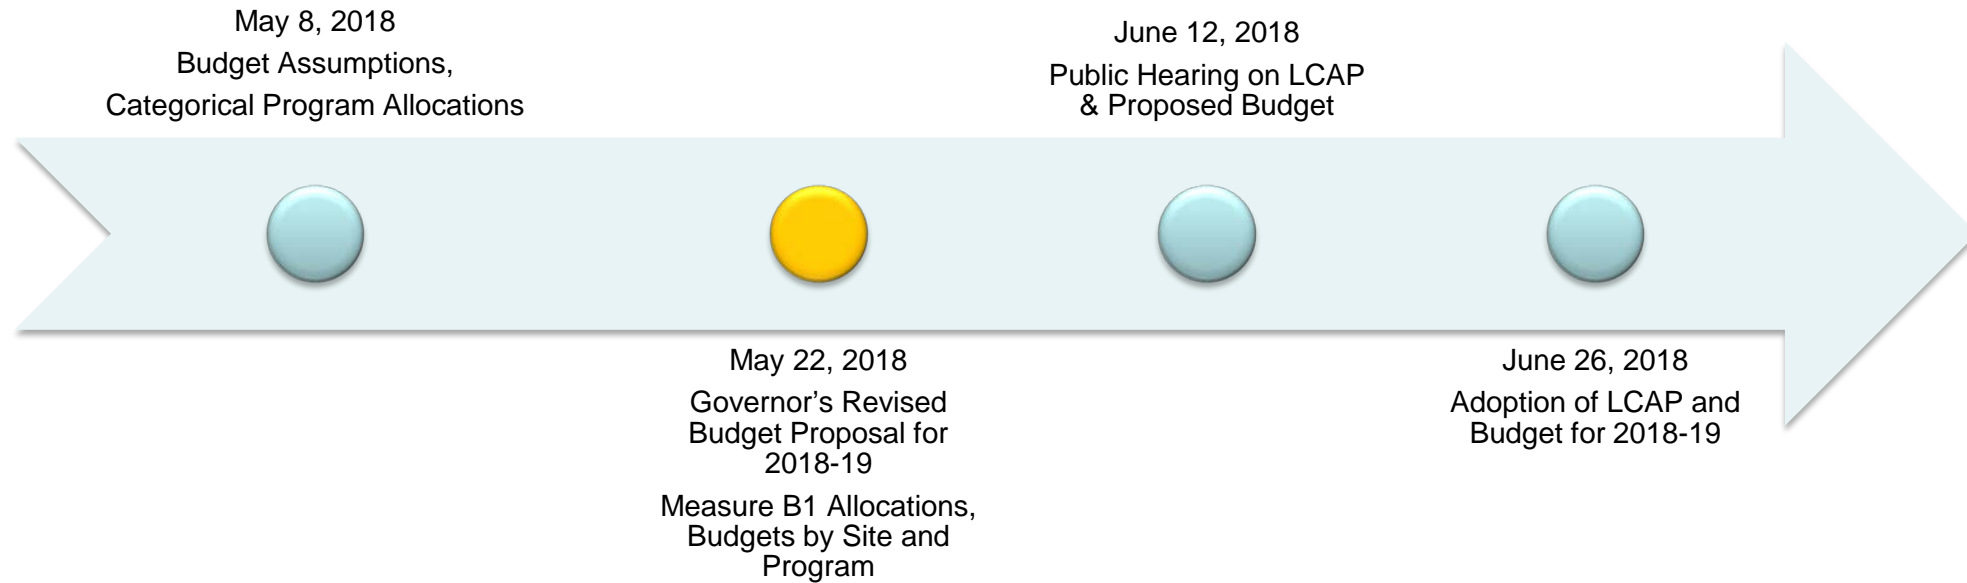 May 8, 2018
Budget Assumptions,
Categorical Program Allocations
May 22, 2018
Governor’s Revised
Budget Proposal for
2018-19
Measure B1 Allocations,
Budgets by Site and
Program
June 12, 2018
Public Hearing on LCAP
& Proposed Budget
June 26, 2018
Adoption of LCAP and
Budget for 2018-19